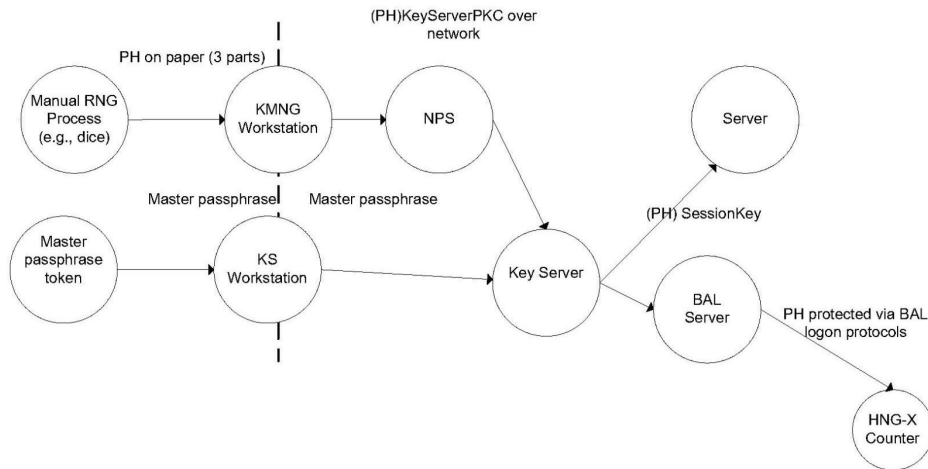 (PH)KeyServerPKC over
network
PH on paper (3 parts)
Manual RNG
Process
(e.g., dice)
KMNG
Workstation
NPS
Server
Master passphrase
Master passphrase
(PH) SessionKey
Master
passphrase
token
KS
Workstation
Key Server
BAL
Server
PH protected via BAL
logon protocols
HNG-X
Counter